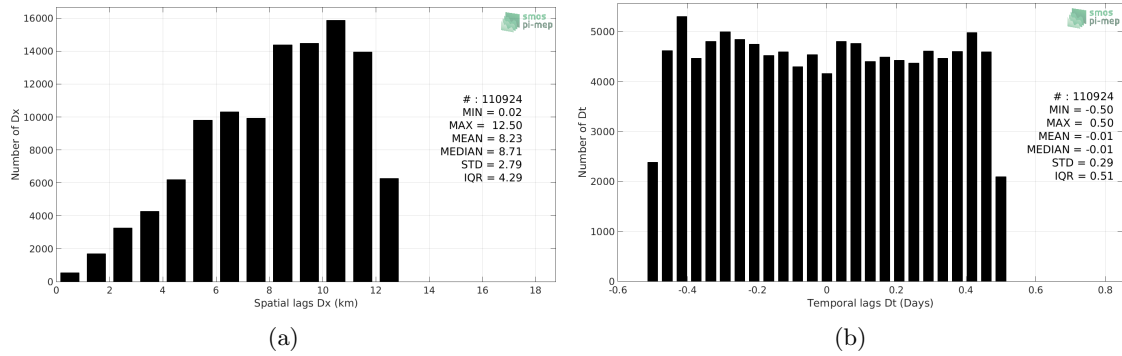 16000
14000
12000
10000
8000
6000
4000
2000
0
Number of Dx
0 2 4 6 8 10 12 14 16 18
Spatial lags Dx (km)
smos
pi-mep
# : 110924
MIN = 0.02
MAX = 12.50
MEAN = 8.23
MEDIAN = 8.71
STD = 2.79
IQR = 4.29
(a)
5000
4000
3000
2000
1000
0
Number of Dt
-0.6 -0.4 -0.2 0 0.2 0.4 0.6 0.8
Temporal lags Dt (Days)
smos
pi-mep
# : 110924
MIN = -0.50
MAX = 0.50
MEAN = -0.01
MEDIAN = -0.01
STD = 0.29
IQR = 0.51
(b)